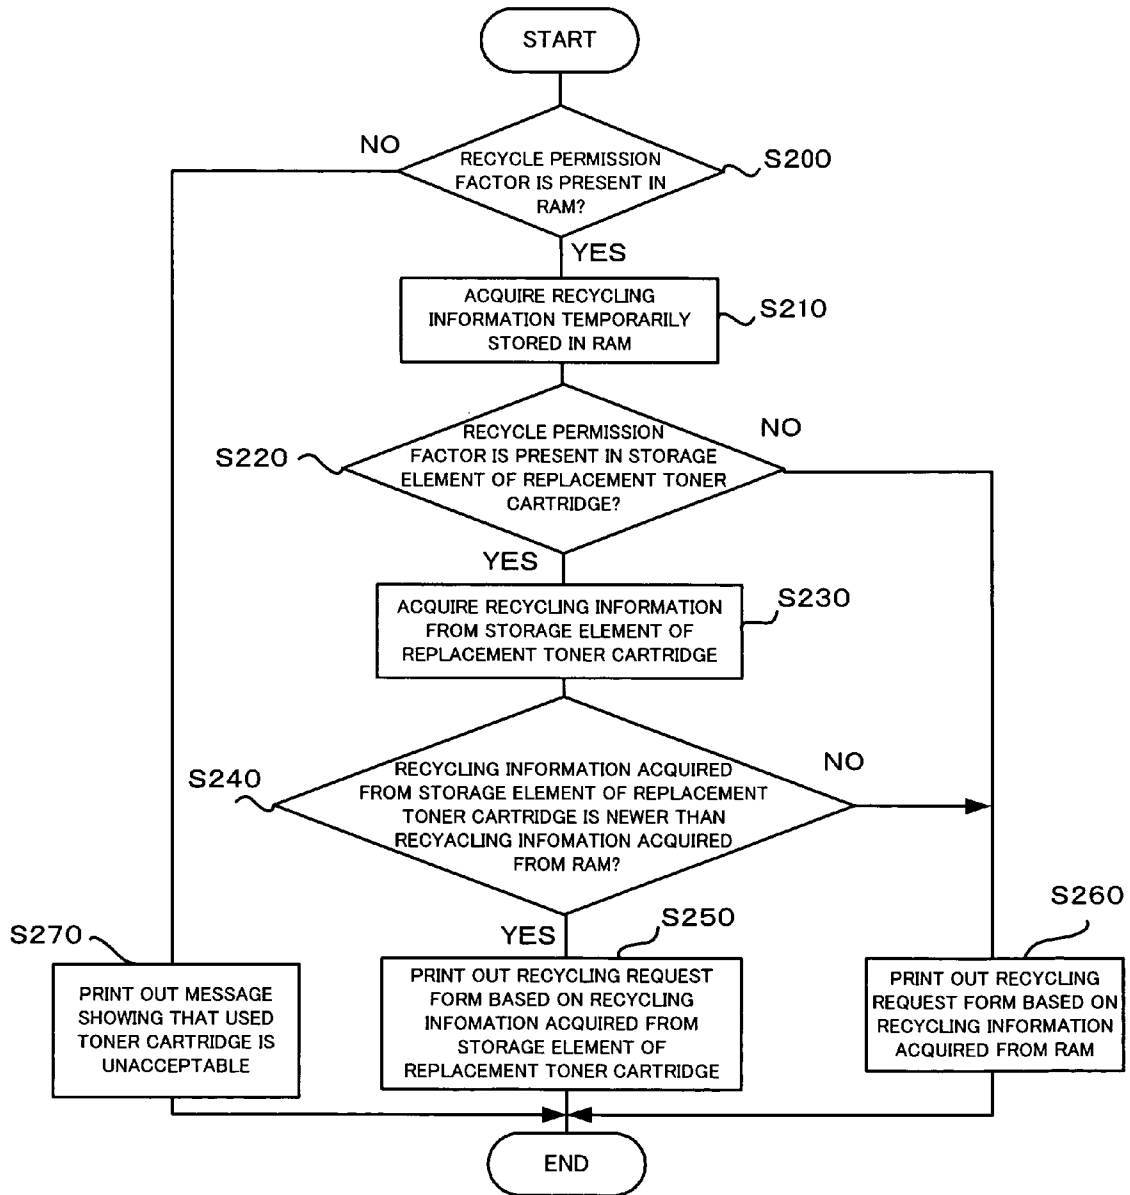 START
NO
RECYCLE PERMISSION
FACTOR IS PRESENT IN
RAM?
S200
YES
ACQUIRE RECYCLING
INFORMATION TEMPORARILY
STORED IN RAM
S210
S220
RECYCLE PERMISSION
FACTOR IS PRESENT IN STORAGE
ELEMENT OF REPLACEMENT TONER
CARTRIDGE?
NO
YES
ACQUIRE RECYCLING INFORMATION
FROM STORAGE ELEMENT OF
REPLACEMENT TONER CARTRIDGE
S230
S240
RECYCLING INFORMATION ACQUIRED
FROM STORAGE ELEMENT OF REPLACEMENT
TONER CARTRIDGE IS NEWER THAN
RECYACLING INFOMATION ACQUIRED
FROM RAM?
NO
YES
S270
PRINT OUT MESSAGE
SHOWING THAT USED
TONER CARTRIDGE IS
UNACCEPTABLE
S250
PRINT OUT RECYCLING REQUEST
FORM BASED ON RECYCLING
INFOMATION ACQUIRED FROM
STORAGE ELEMENT OF
REPLACEMENT TONER CARTRIDGE
S260
PRINT OUT RECYCLING
REQUEST FORM BASED ON
RECYCLING INFORMATION
ACQUIRED FROM RAM
END